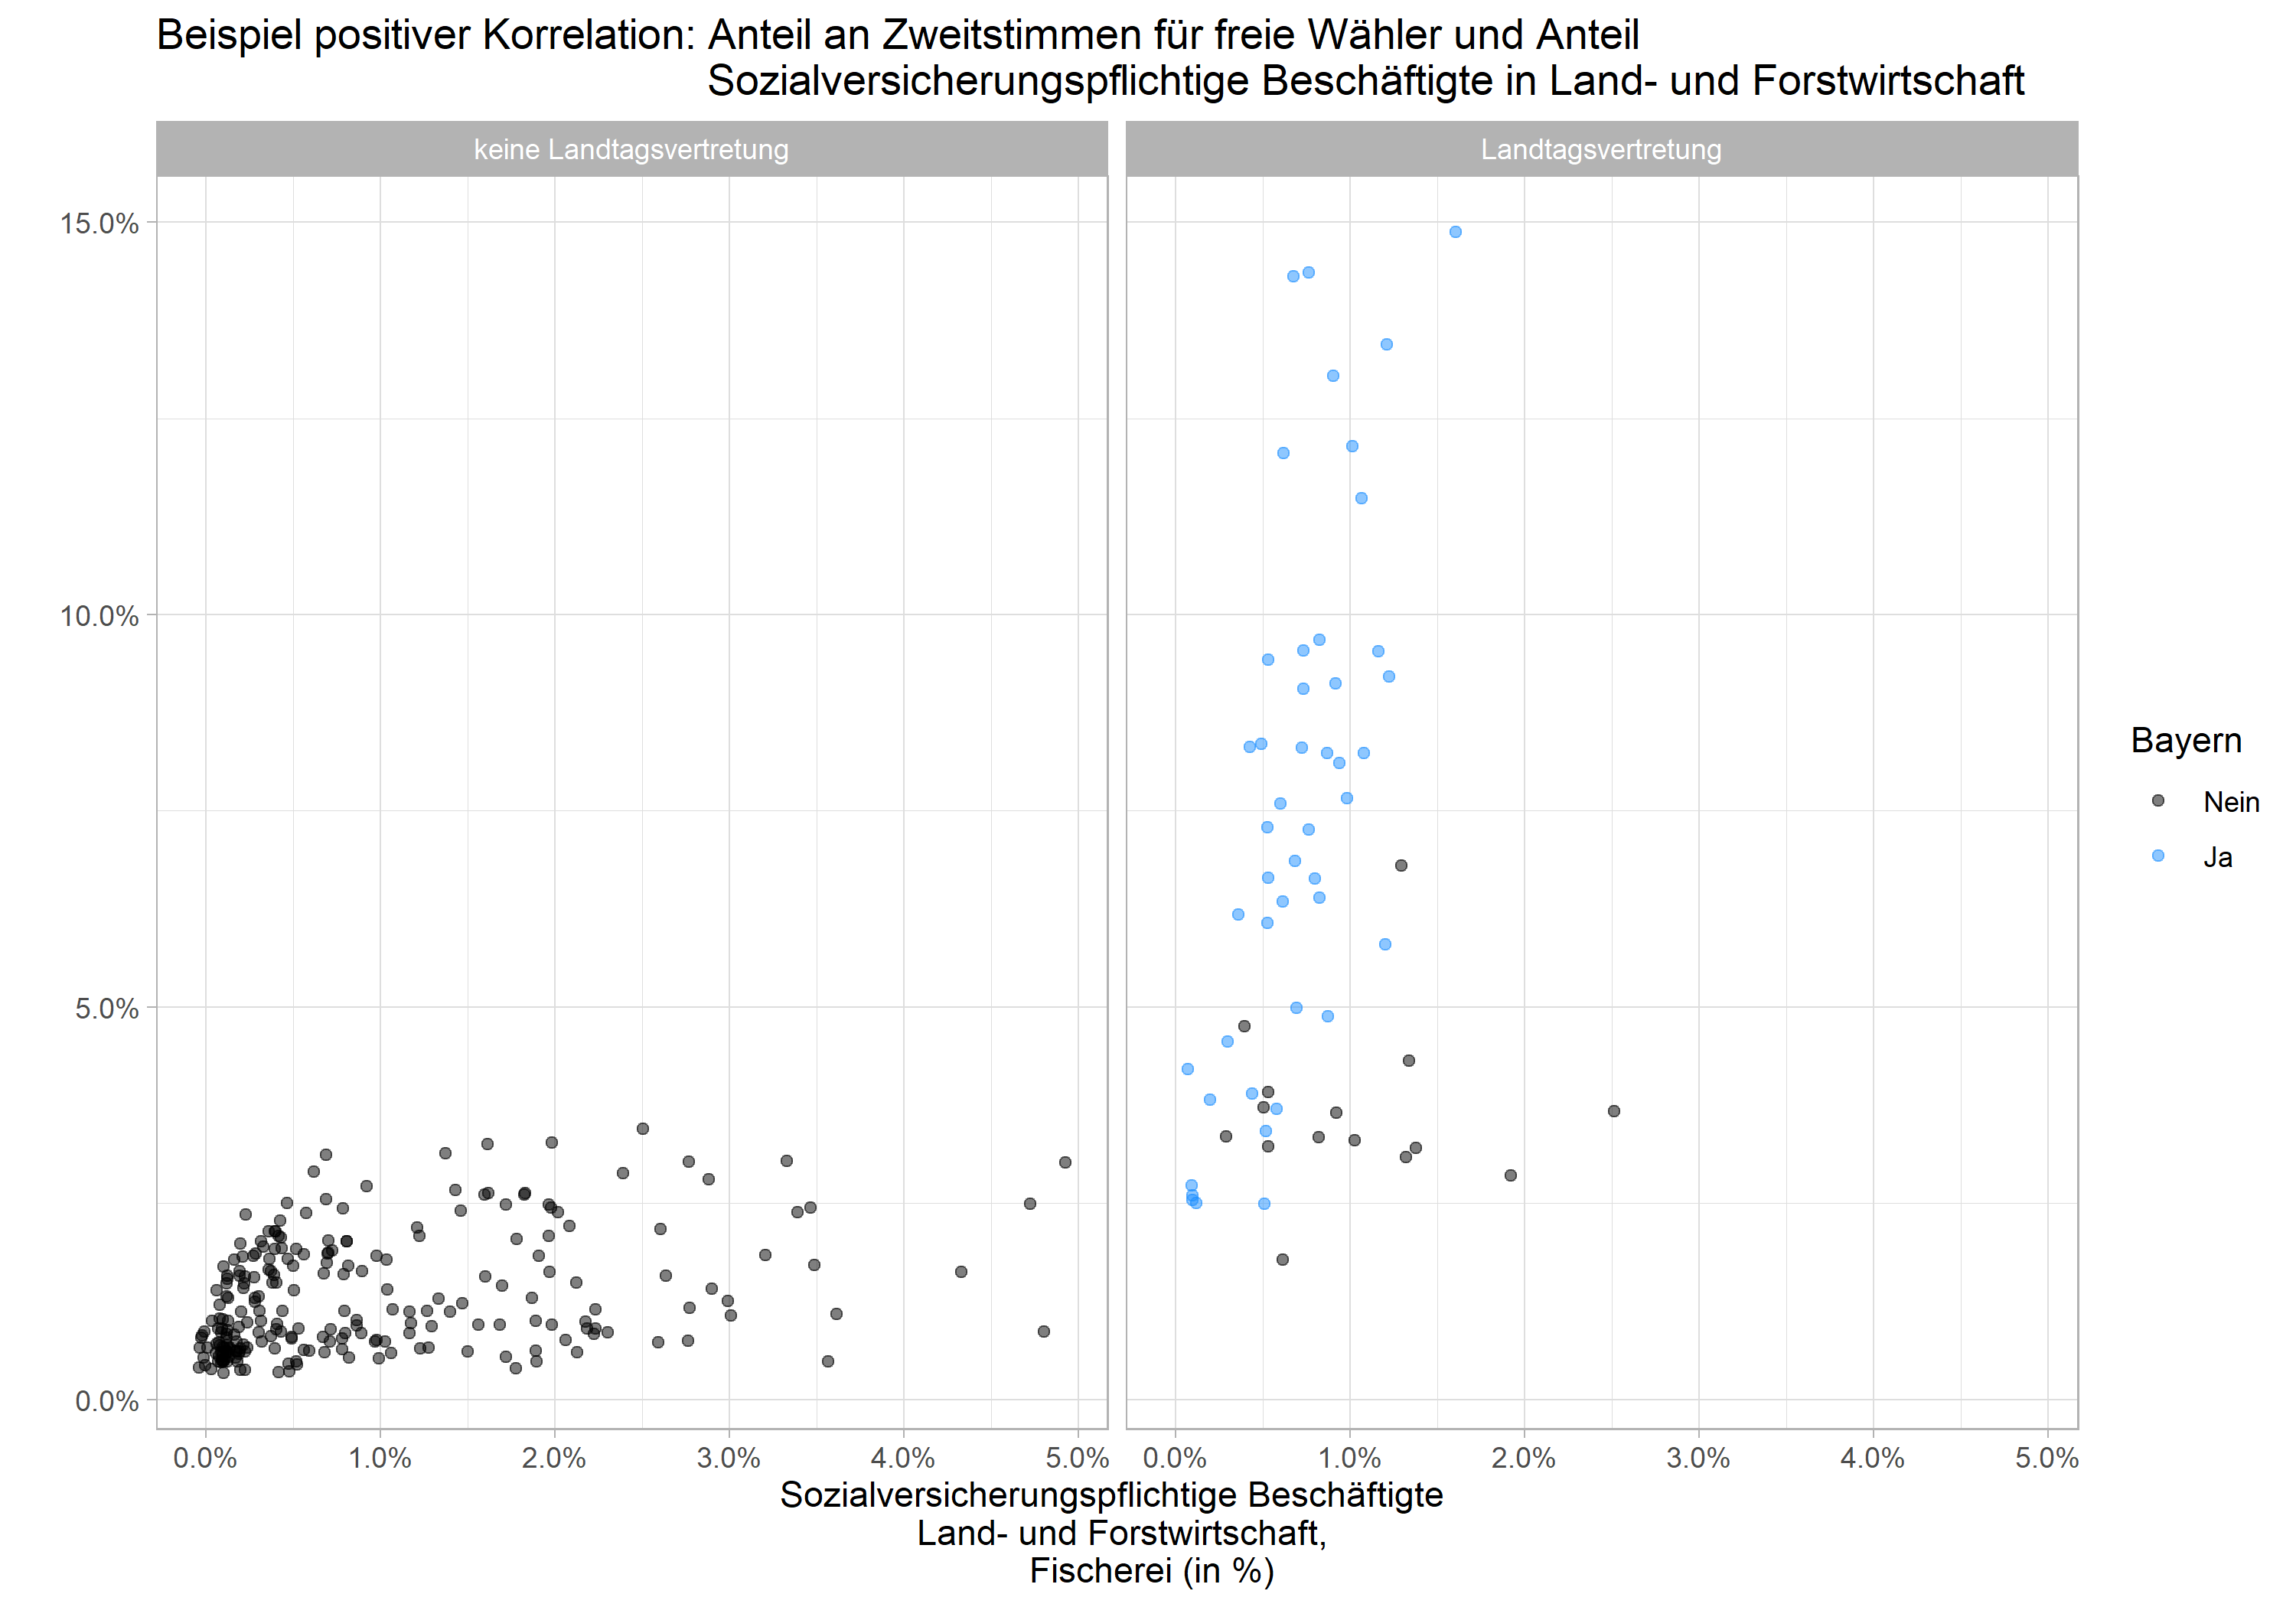 Beispiel positiver Korrelation: Anteil an Zweitstimmen für freie Wähler und Anteil
Sozialversicherungspflichtige Beschäftigte in Land- und Forstwirtschaft
keine Landtagsvertretung
Landtagsvertretung
15.0%
10.0%
5.0%
0.0%
Bayern
Nein
Ja
0.0% 1.0% 2.0% 3.0% 4.0% 5.0% 0.0% 1.0% 2.0% 3.0% 4.0% 5.0%
Sozialversicherungspflichtige Beschäftigte
Land- und Forstwirtschaft,
Fischerei (in %)